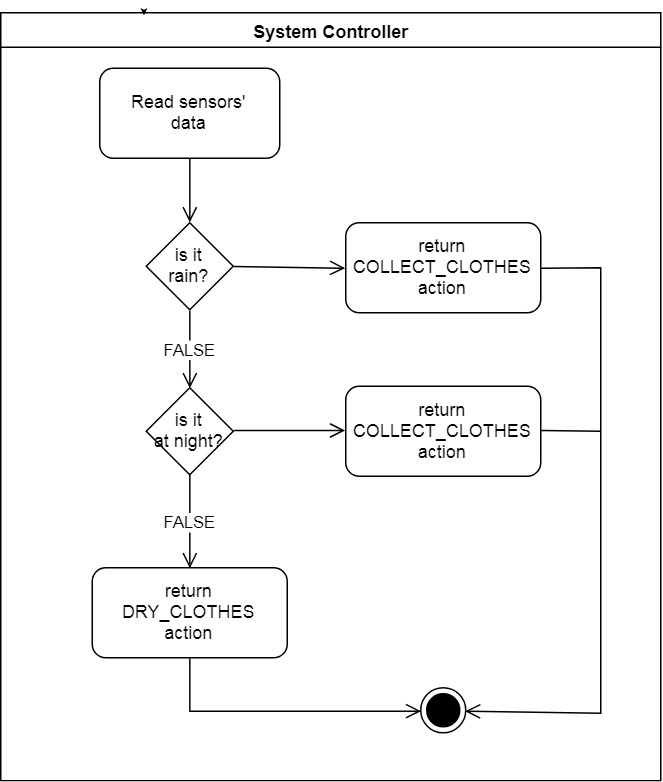 System Controller
Read sensors'
data
is it
rain?
return
COLLECT_CLOTHES
action
FALSE
is it
at night?
return
COLLECT_CLOTHES
action
FALSE
return
DRY_CLOTHES
action